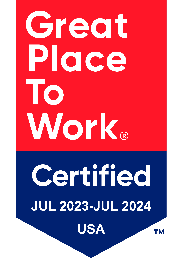 Great
Place
To
Work®
Certified
JUL 2023-JUL 2024
USA
TM